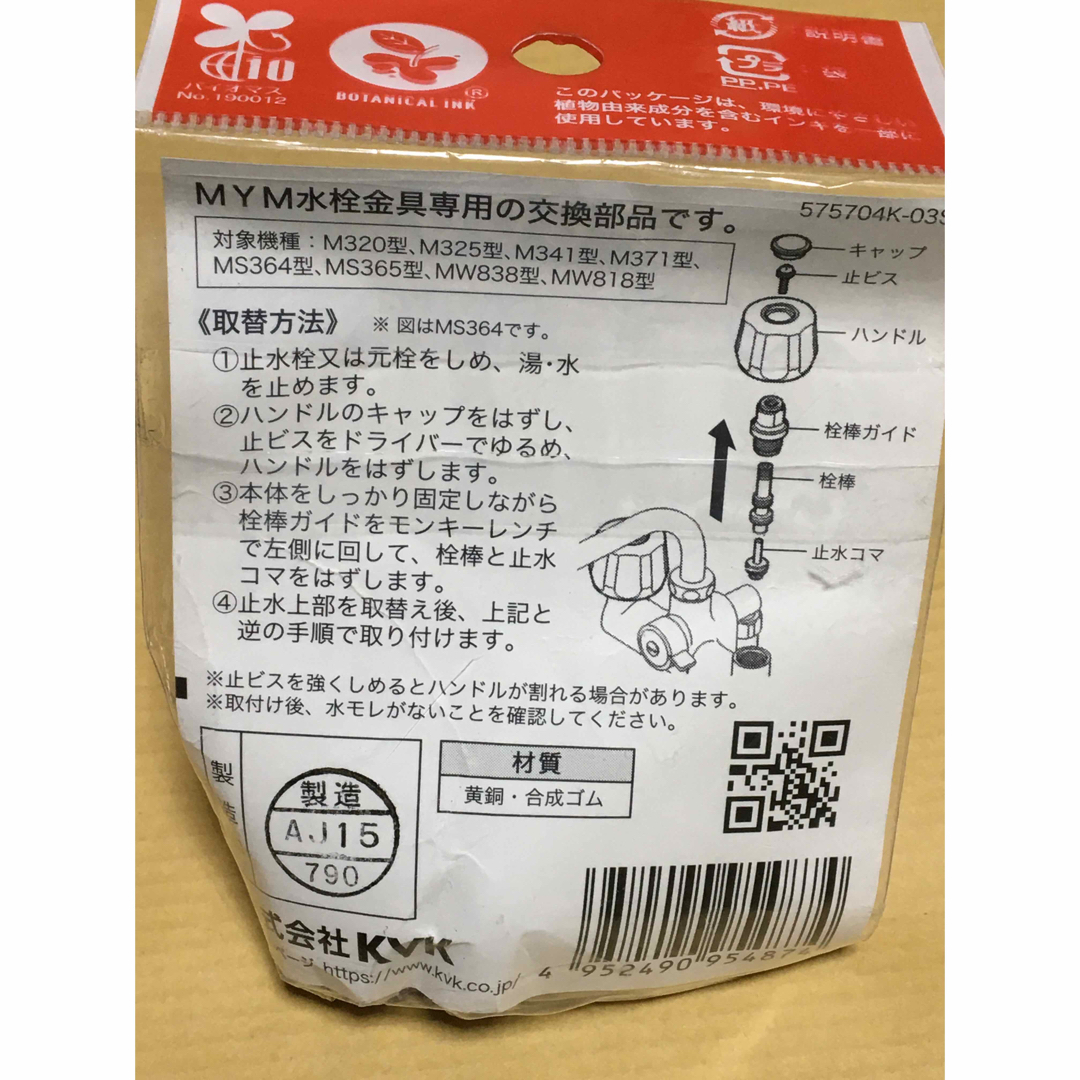 10
バイオマス
No.190012
BOTANICAL INK ®
紙
説明書
プラ
袋
PP,PE
このパッケージは、環境にやさしい
植物由来成分を含むインキを一部に
使用しています。
MYM水栓金具専用の交換部品です。
575704K-03S
対象機種：M320型、M325型、M341型、M371型、
MS364型、MS365型、MW838型、MW818型
《取替方法》 ※ 図はMS364です。
①止水栓又は元栓をしめ、湯・水
を止めます。
②ハンドルのキャップをはずし、
止ビスをドライバーでゆるめ、
ハンドルをはずします。
③本体をしっかり固定しながら
栓棒ガイドをモンキーレンチ
で左側に回して、栓棒と止水
コマをはずします。
④止水上部を取替え後、上記と
逆の手順で取り付けます。
キャップ
止ビス
ハンドル
栓棒ガイド
栓棒
止水コマ
※止ビスを強くしめるとハンドルが割れる場合があります。
※取付け後、水モレがないことを確認してください。
製造
製造
AJ15
790
材質
黄銅・合成ゴム
式会社KVK
ページ https://www.kvk.co.jp/
4 952490 954874